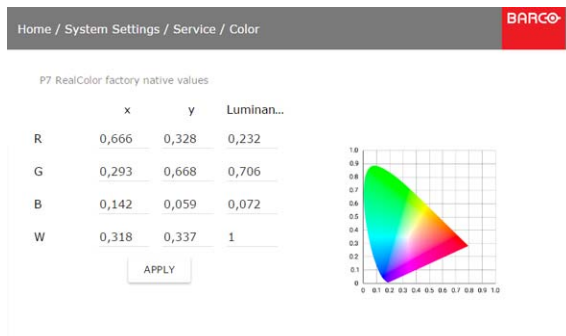 Home / System Settings / Service / Color
BARCO
P7 RealColor factory native values
x y Luminan...
R 0,666 0,328 0,232
G 0,293 0,668 0,706
B 0,142 0,059 0,072
W 0,318 0,337 1
APPLY
1.0
0.9
0.8
0.7
0.6
0.5
0.4
0.3
0.2
0.1
0
0 0.1 0.2 0.3 0.4 0.5 0.6 0.7 0.8 0.9 1.0